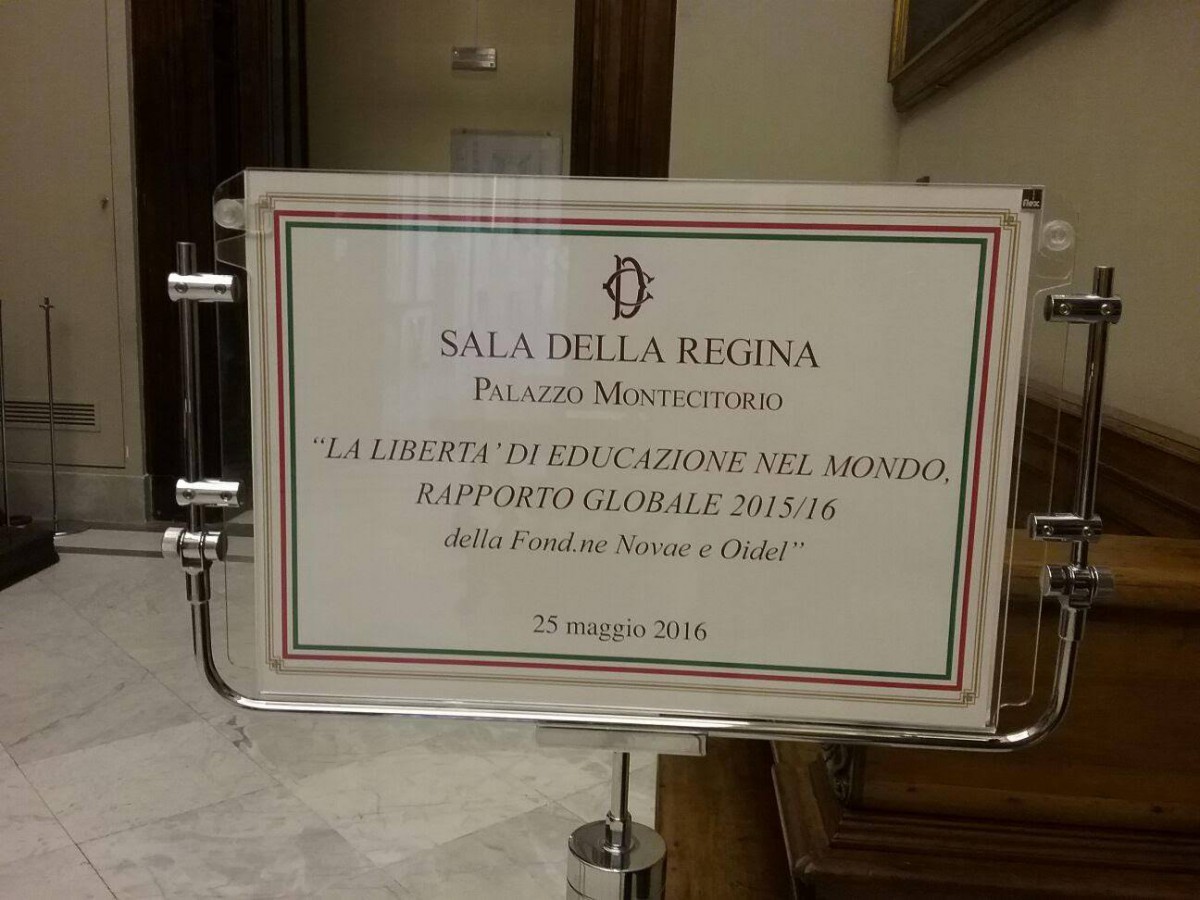 flex
SALA DELLA REGINA
PALAZZO MONTECITORIO
“LA LIBERTA’ DI EDUCAZIONE NEL MONDO,
RAPPORTO GLOBALE 2015/16
della Fond.ne Novae e Oidel”
25 maggio 2016